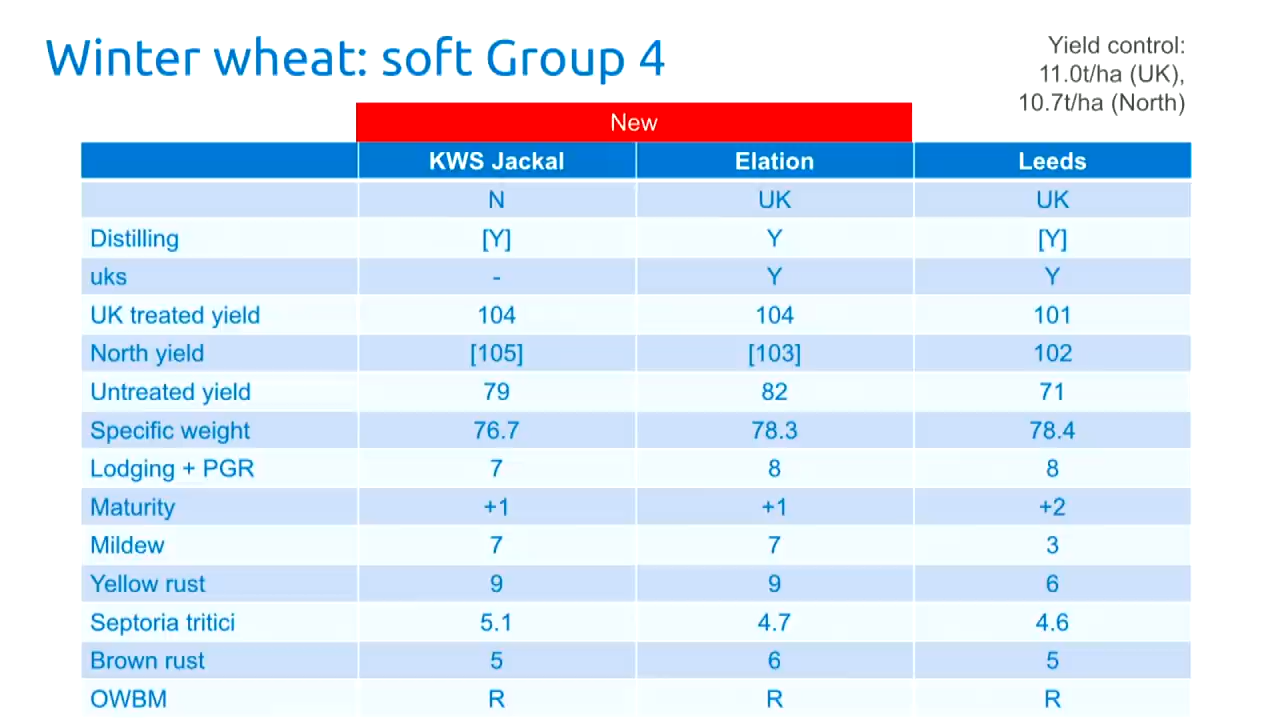 Winter wheat: soft Group 4
Yield control:
11.0t/ha (UK),
10.7t/ha (North)
New
KWS Jackal Elation Leeds
N UK UK
Distilling [Y] Y [Y]
uks - Y Y
UK treated yield 104 104 101
North yield [105] [103] 102
Untreated yield 79 82 71
Specific weight 76.7 78.3 78.4
Lodging + PGR 7 8 8
Maturity +1 +1 +2
Mildew 7 7 3
Yellow rust 9 9 6
Septoria tritici 5.1 4.7 4.6
Brown rust 5 6 5
OWBM R R R